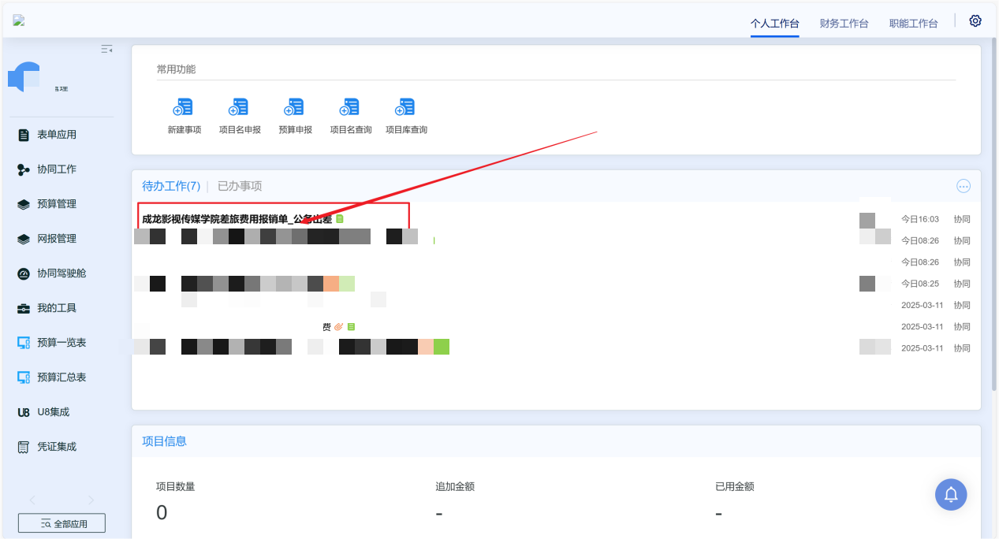 个人工作台 财务工作台 职能工作台
管理
表单应用
协同工作
预算管理
网报管理
协同驾驶舱
我的工具
预算一览表
预算汇总表
U8 U8集成
凭证集成
全部应用
常用功能
新建事项 项目名申报 预算申报 项目名查询 项目库查询
待办工作(7) 已办事项
成龙影视传媒学院差旅费用报销单_公务出差 今日16:03 协同
今日08:26 协同
今日08:26 协同
今日08:25 协同
2025-03-11 协同
费 2025-03-11 协同
2025-03-11 协同
项目信息
项目数量 追加金额 已用金额
0 - -